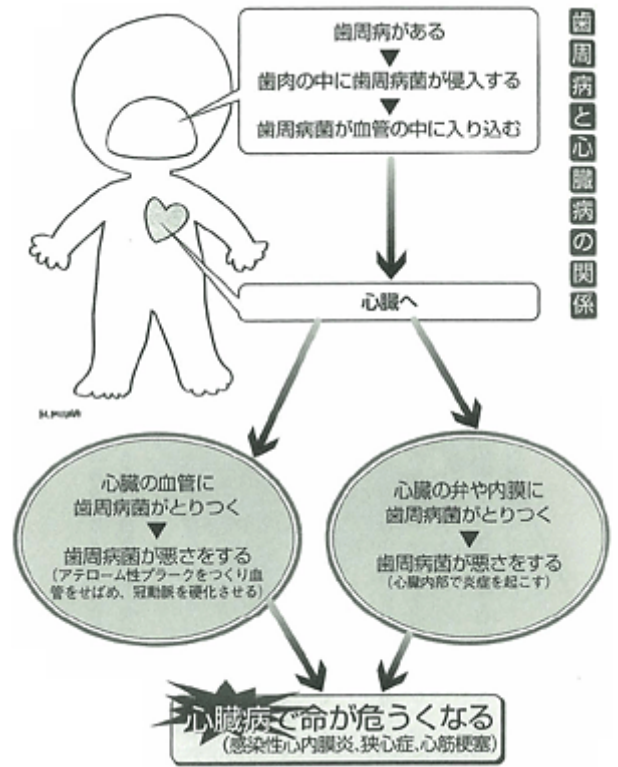 歯周病と心臓病の関係
歯周病がある
▼
歯肉の中に歯周病菌が侵入する
▼
歯周病菌が血管の中に入り込む
心臓へ
心臓の血管に
歯周病菌がとりつく
▼
歯周病菌が悪さをする
(アテローム性プラークをつくり血
管をせばめ、冠動脈を硬化させる)
心臓の弁や内膜に
歯周病菌がとりつく
▼
歯周病菌が悪さをする
(心臓内部で炎症を起こす)
心臓病で命が危うくなる
(感染性心内膜炎、狭心症、心筋梗塞)